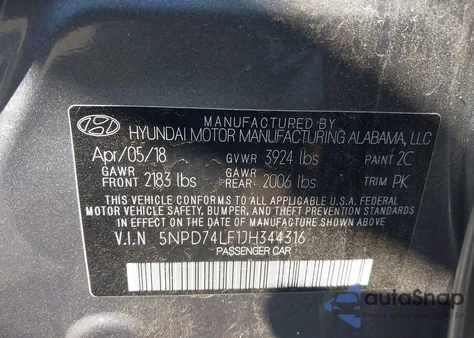 MANUFACTURED BY
HYUNDAI MOTOR MANUFACTURING ALABAMA, LLC
Apr/05/18 GVWR 3924 lbs PAINT 2C
GAWR FRONT 2183 lbs GAWR REAR 2006 lbs TRIM PK
THIS VEHICLE CONFORMS TO ALL APPLICABLE U.S.A. FEDERAL
MOTOR VEHICLE SAFETY, BUMPER, AND THEFT PREVENTION STANDARDS
IN EFFECT ON THE DATE OF MANUFACTURE SHOWN ABOVE.
V.I.N 5NPD74LF1JH344316
PASSENGER CAR
autoSnap